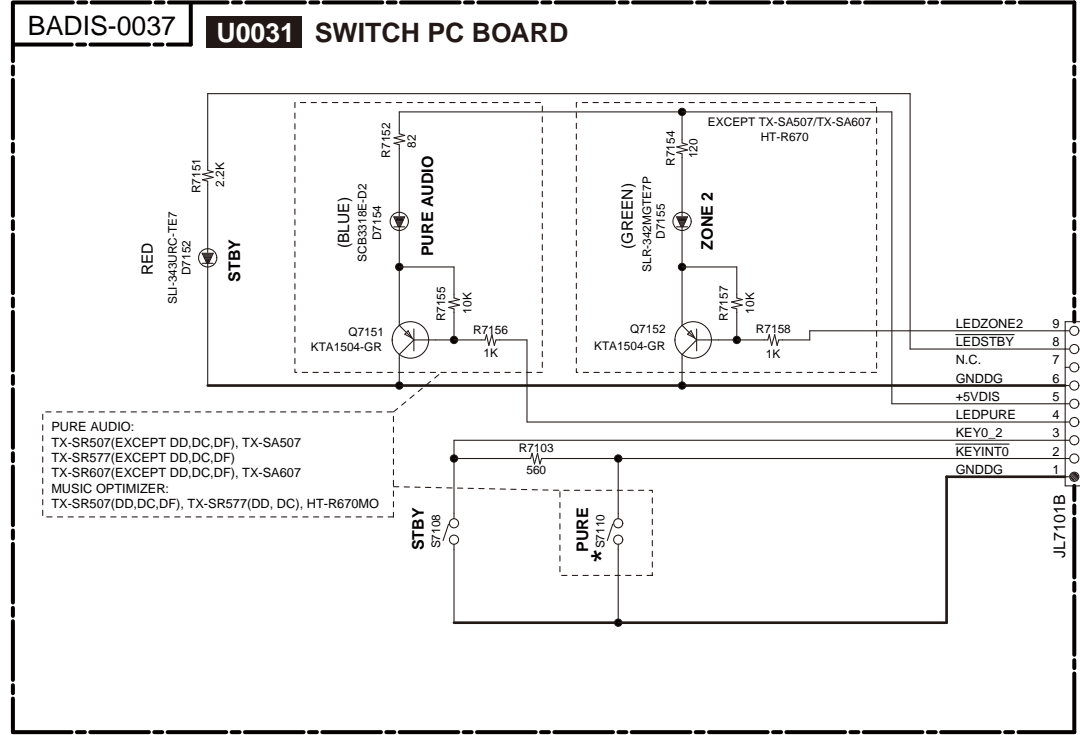 BADIS-0037
U0031 SWITCH PC BOARD
EXCEPT TX-SA507/TX-SA607
HT-R670
R7151
2.2K
RED
SLI-343URC-TE7
D7152
STBY
R7152
82
(BLUE)
SCB3318E-D2
D7154
PURE AUDIO
R7155
10K
Q7151
KTA1504-GR
R7156
1K
R7154
120
(GREEN)
SLR-342MGTE7P
D7155
ZONE 2
R7157
10K
Q7152
KTA1504-GR
R7158
1K
LEDZONE2 9
LEDSTBY 8
N.C. 7
GNDDG 6
+5VDIS 5
LEDPURE 4
KEY0_2 3
KEYINT0 2
GNDDG 1
JL7101B
PURE AUDIO:
TX-SR507(EXCEPT DD,DC,DF), TX-SA507
TX-SR577(EXCEPT DD,DC,DF)
TX-SR607(EXCEPT DD,DC,DF), TX-SA607
MUSIC OPTIMIZER:
TX-SR507(DD,DC,DF), TX-SR577(DD, DC), HT-R670MO
R7103
560
STBY
S7108
PURE
*S7110